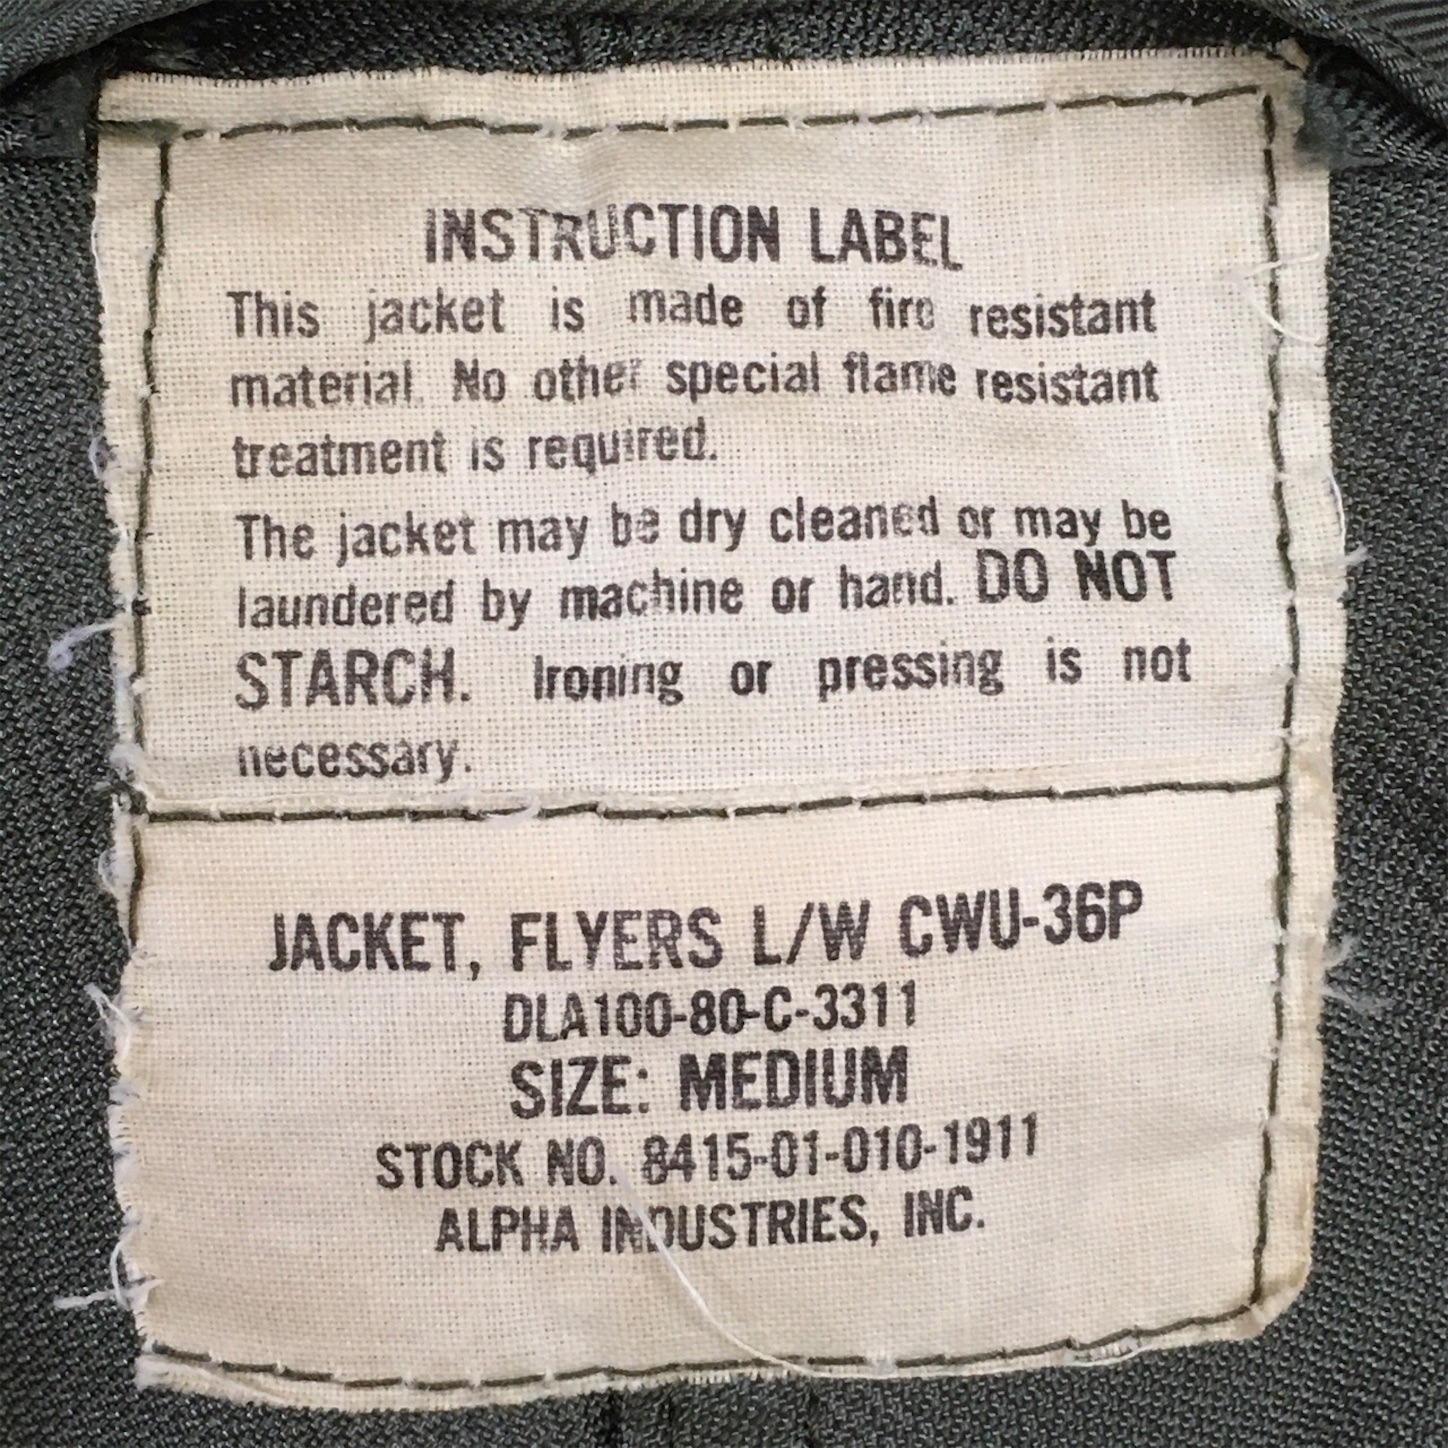 INSTRUCTION LABEL
This jacket is made of fire resistant
material. No other special flame resistant
treatment is required.
The jacket may be dry cleaned or may be
laundered by machine or hand. DO NOT
STARCH. Ironing or pressing is not
necessary.
JACKET, FLYERS L/W CWU-36P
DLA100-80-C-3311
SIZE: MEDIUM
STOCK NO. 8415-01-010-1911
ALPHA INDUSTRIES, INC.